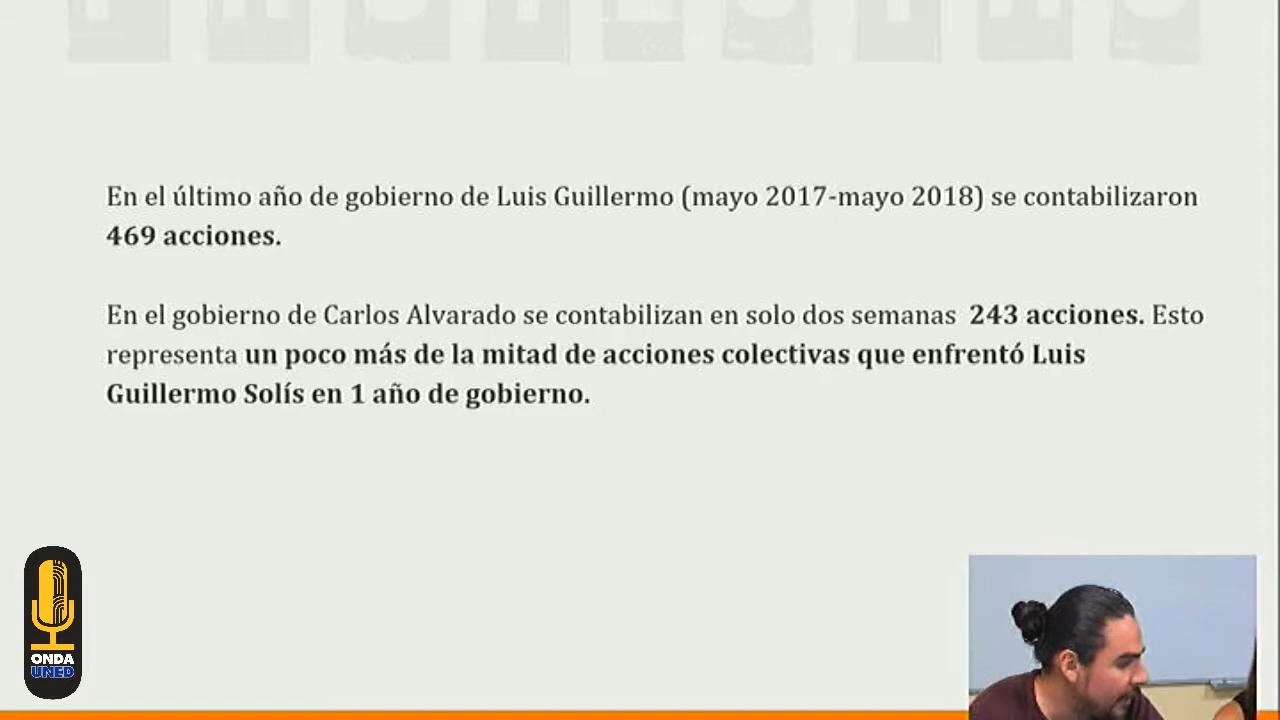 En el último año de gobierno de Luis Guillermo (mayo 2017-mayo 2018) se contabilizaron
469 acciones.
En el gobierno de Carlos Alvarado se contabilizan en solo dos semanas 243 acciones. Esto
representa un poco más de la mitad de acciones colectivas que enfrentó Luis
Guillermo Solís en 1 año de gobierno.
ONDA
UNED